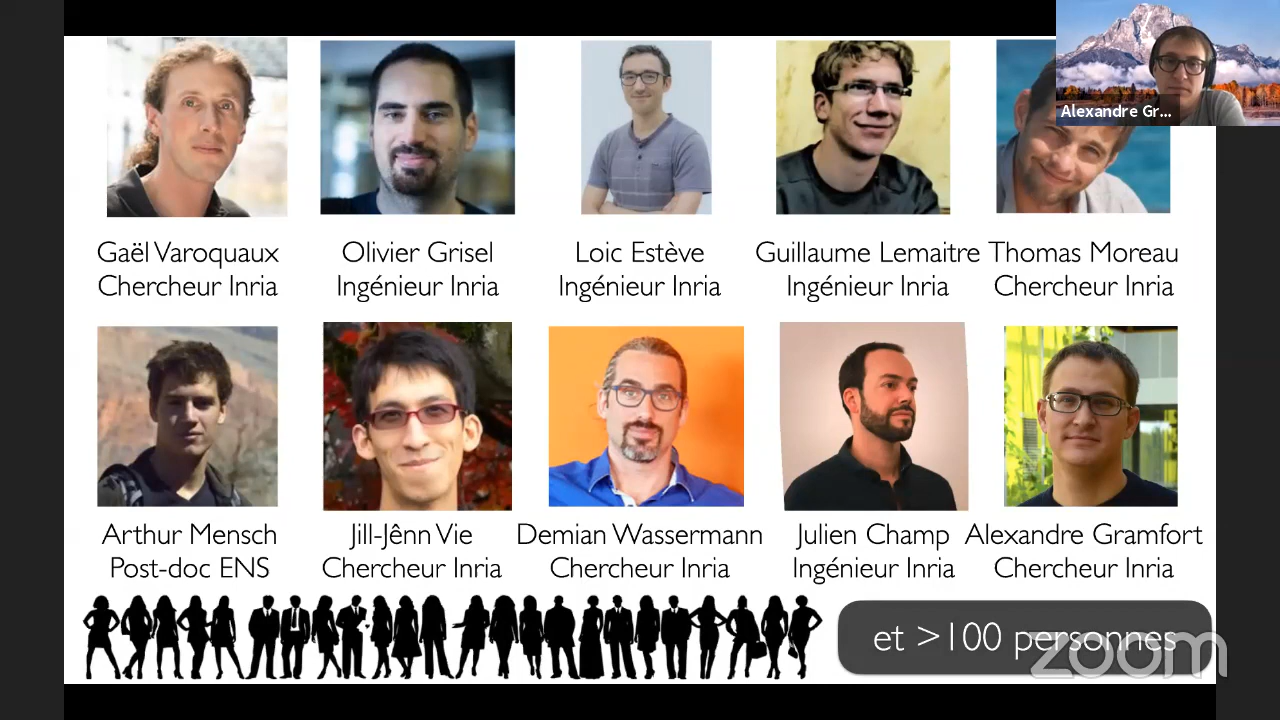 Alexandre Gr...
Gaël Varoquaux
Chercheur Inria
Olivier Grisel
Ingénieur Inria
Loic Estève
Ingénieur Inria
Guillaume Lemaitre
Ingénieur Inria
Thomas Moreau
Chercheur Inria
Arthur Mensch
Post-doc ENS
Jill-Jênn Vie
Chercheur Inria
Demian Wassermann
Chercheur Inria
Julien Champ
Ingénieur Inria
Alexandre Gramfort
Chercheur Inria
et >100 personnes
zoom